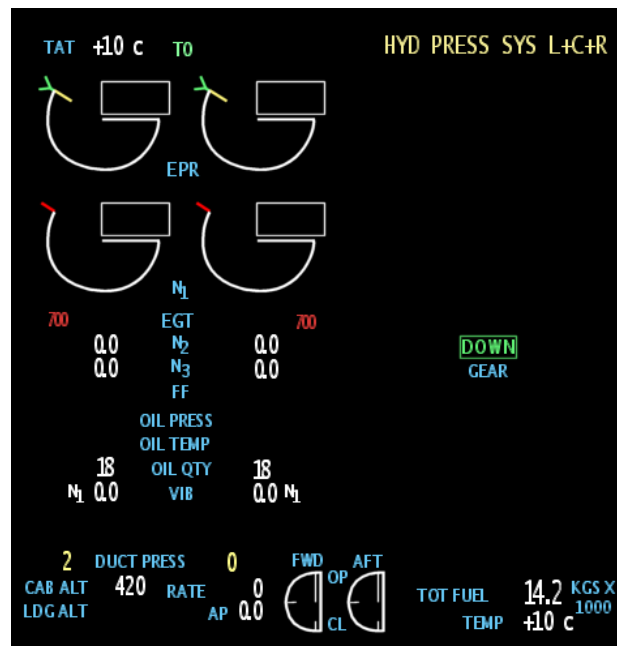 TAT +10 c TO HYD PRESS SYS L+C+R
EPR
N1
700 EGT 700
0.0 N2 0.0 DOWN
0.0 N3 0.0 GEAR
FF
OIL PRESS
OIL TEMP
18 OIL QTY 18
N1 0.0 VIB 0.0 N1
2 DUCT PRESS 0 FWD AFT
OP
CAB ALT 420 RATE 0 TOT FUEL 14.2 KGS X
1000
LDG ALT AP 0.0 CL TEMP +10 c